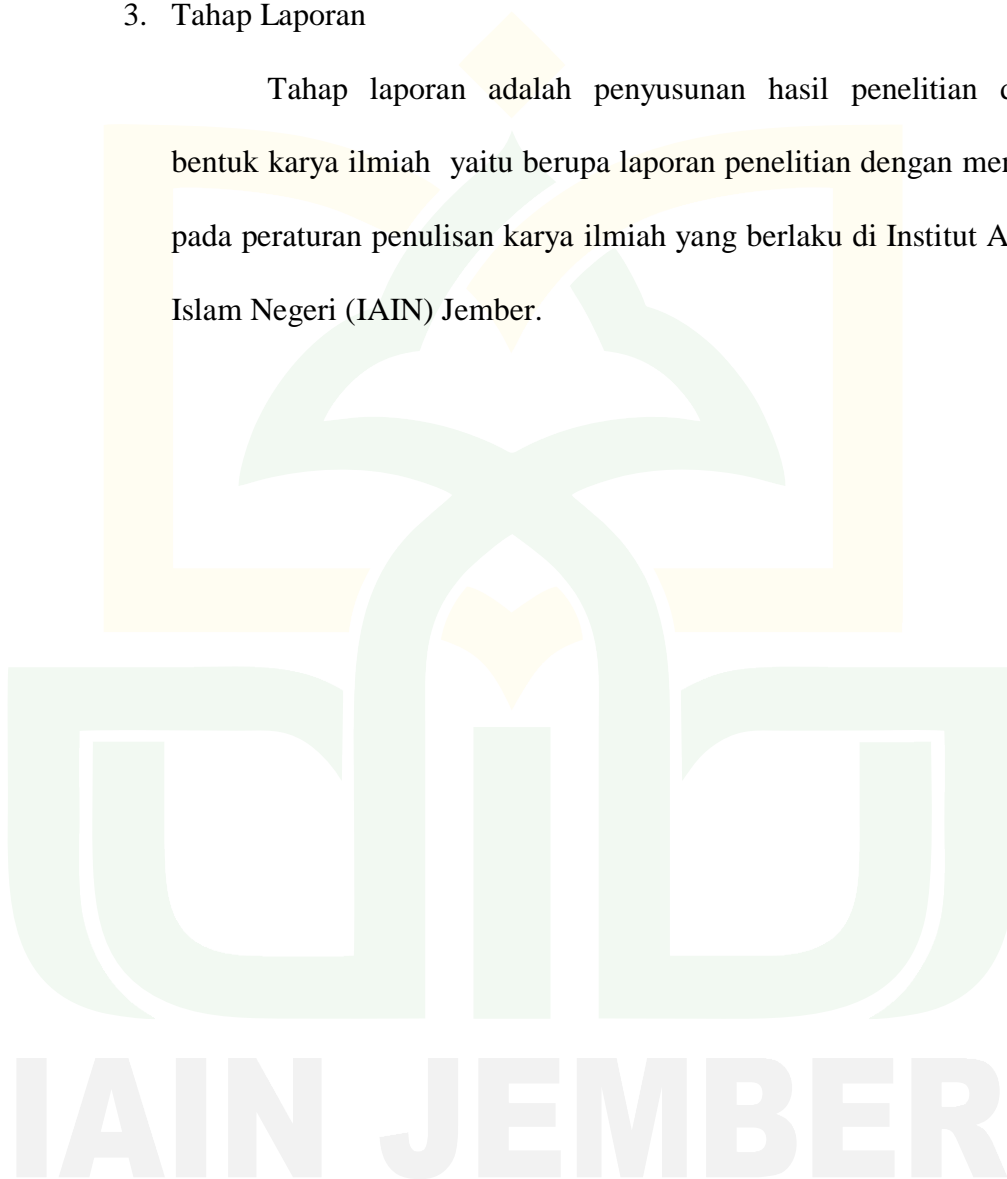 3. Tahap Laporan
Tahap laporan adalah penyusunan hasil penelitian
bentuk karya ilmiah yaitu berupa laporan penelitian dengan
pada peraturan penulisan karya ilmiah yang berlaku di Institut
Islam Negeri (IAIN) Jember.
IAIN JEMBER